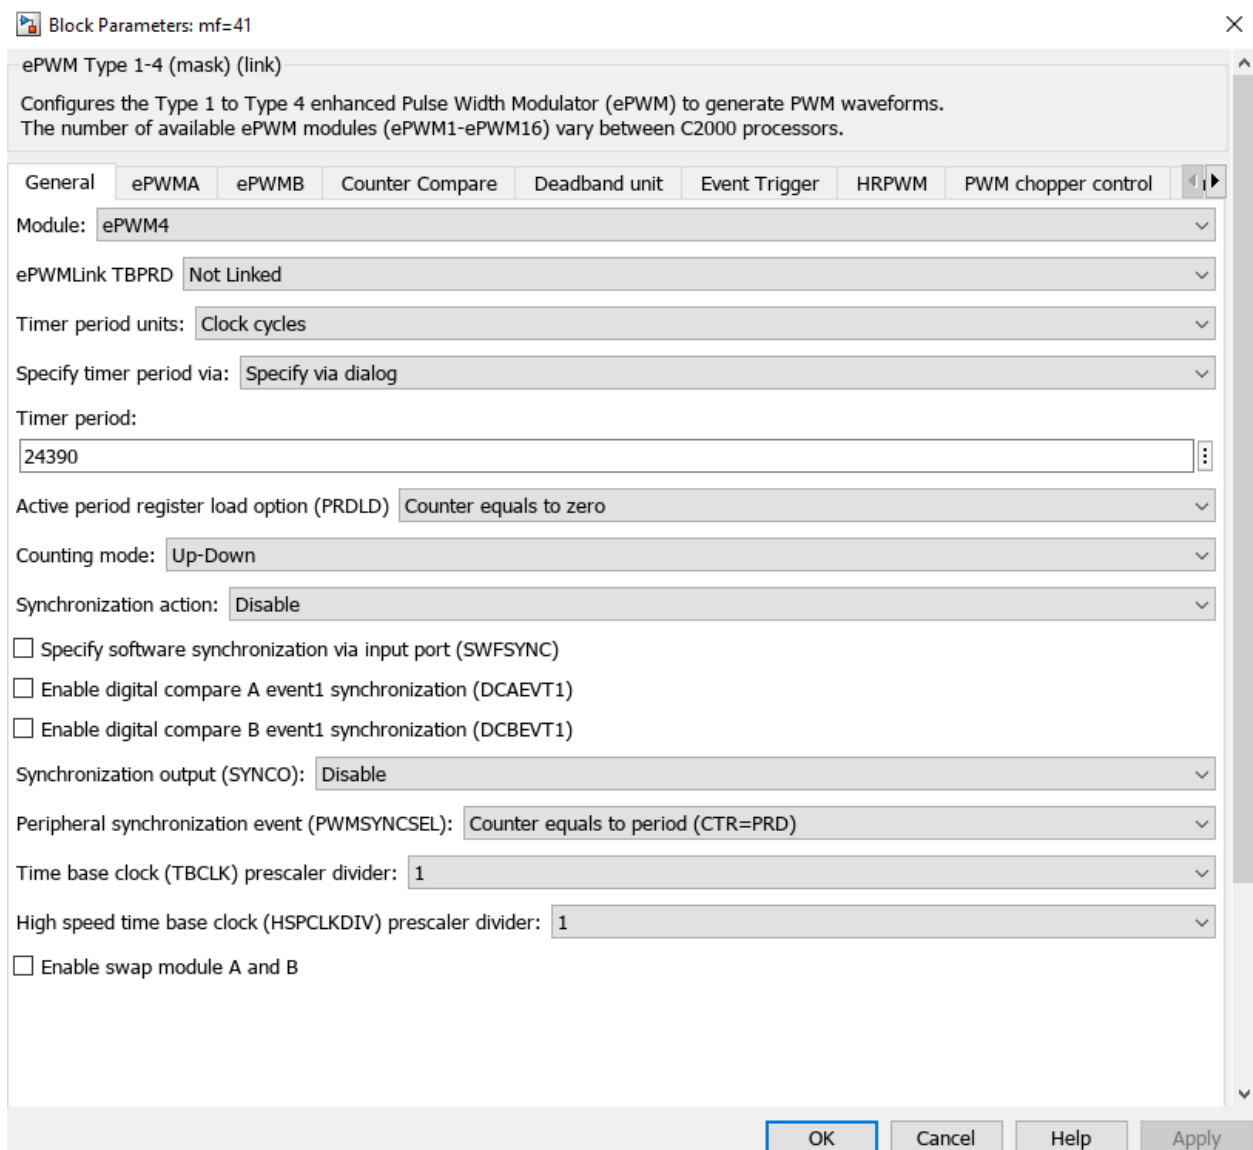 Block Parameters: mf=41
ePWM Type 1-4 (mask) (link)
Configures the Type 1 to Type 4 enhanced Pulse Width Modulator (ePWM) to generate PWM waveforms.
The number of available ePWM modules (ePWM1-ePWM16) vary between C2000 processors.
General ePWMA ePWMB Counter Compare Deadband unit Event Trigger HRPWM PWM chopper control
Module: ePWM4
ePWMLink TBPRD Not Linked
Timer period units: Clock cycles
Specify timer period via: Specify via dialog
Timer period:
24390
Active period register load option (PRDLD) Counter equals to zero
Counting mode: Up-Down
Synchronization action: Disable
Specify software synchronization via input port (SWFSYNC)
Enable digital compare A event1 synchronization (DCAEVT1)
Enable digital compare B event1 synchronization (DCBEVT1)
Synchronization output (SYNCO): Disable
Peripheral synchronization event (PWMSYNCSEL): Counter equals to period (CTR=PRD)
Time base clock (TBCLK) prescaler divider: 1
High speed time base clock (HSPCLKDIV) prescaler divider: 1
Enable swap module A and B
OK Cancel Help Apply